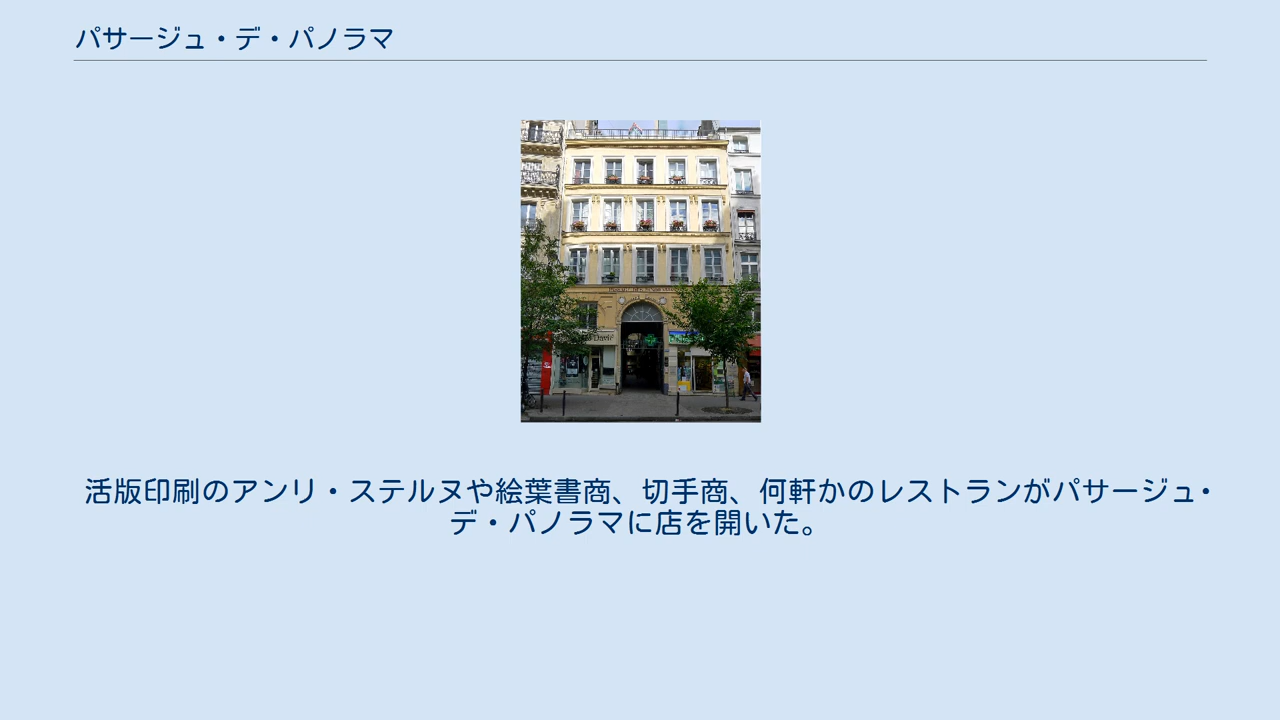 パサージュ・デ・パノラマ
活版印刷のアンリ・ステルヌや絵葉書商、切手商、何軒かのレストランがパサージュ・
デ・パノラマに店を開いた。